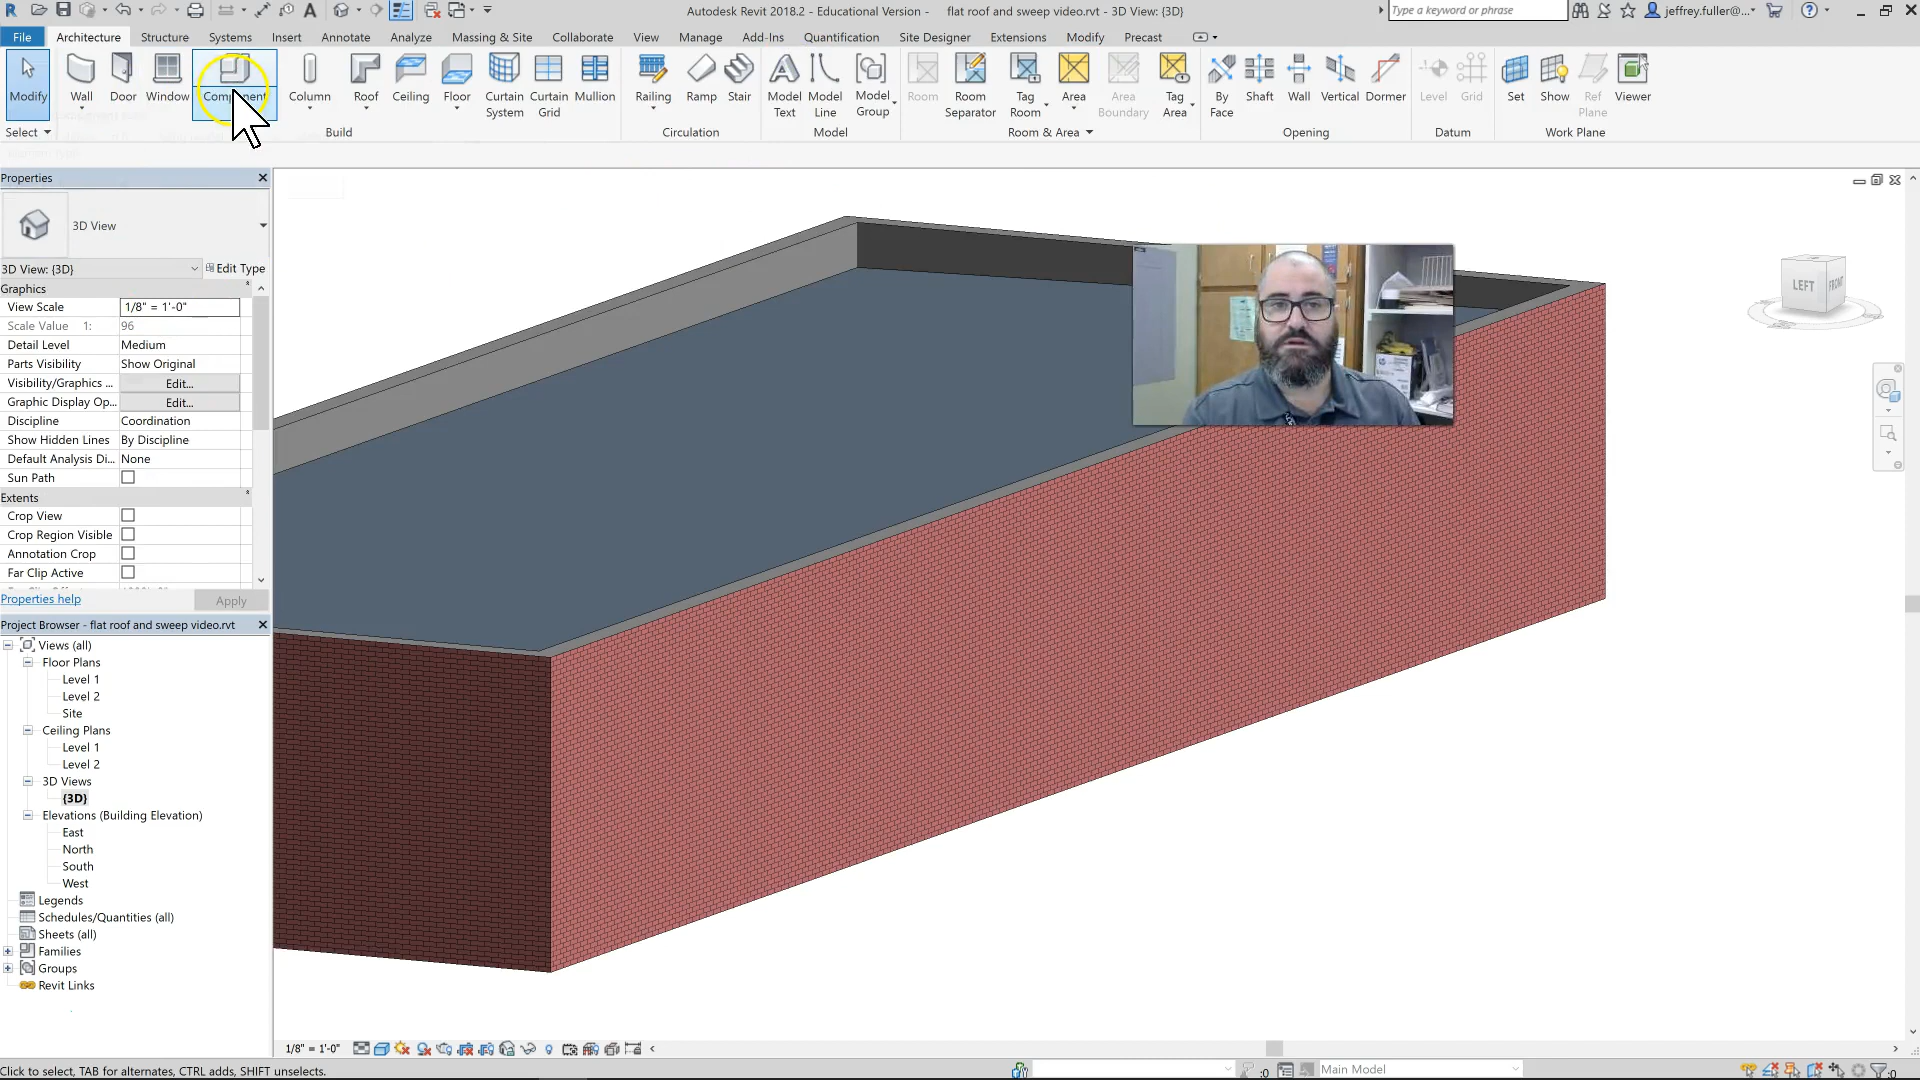 Autodesk Revit 2018.2 - Educational Version - flat roof and sweep video.rvt - 3D View: {3D}
Type a keyword or phrase
jeffrey.fuller@...
File Architecture Structure Systems Insert Annotate Analyze Massing & Site Collaborate View Manage Add-Ins Quantification Site Designer Extensions Modify Precast
Modify Wall Door Window Component Column Roof Ceiling Floor Curtain System Curtain Grid Mullion Railing Ramp Stair Model Text Model Line Model Group Room Room Separator Tag Room Area Area Boundary Tag Area By Face Shaft Wall Vertical Dormer Level Grid Set Show Ref Plane Viewer
Select Build Circulation Model Room & Area Opening Datum Work Plane
Properties
3D View
3D View: {3D} Edit Type
Graphics
View Scale 1/8" = 1'-0"
Scale Value 1: 96
Detail Level Medium
Parts Visibility Show Original
Visibility/Graphics ... Edit...
Graphic Display Op... Edit...
Discipline Coordination
Show Hidden Lines By Discipline
Default Analysis Di... None
Sun Path
Extents
Crop View
Crop Region Visible
Annotation Crop
Far Clip Active
Properties help Apply
Project Browser - flat roof and sweep video.rvt
Views (all)
Floor Plans
Level 1
Level 2
Site
Ceiling Plans
Level 1
Level 2
3D Views
{3D}
Elevations (Building Elevation)
East
North
South
West
Legends
Schedules/Quantities (all)
Sheets (all)
Families
Groups
Revit Links
LEFT FRONT
1/8" = 1'-0"
Click to select, TAB for alternates, CTRL adds, SHIFT unselects.
:0 Main Model :0